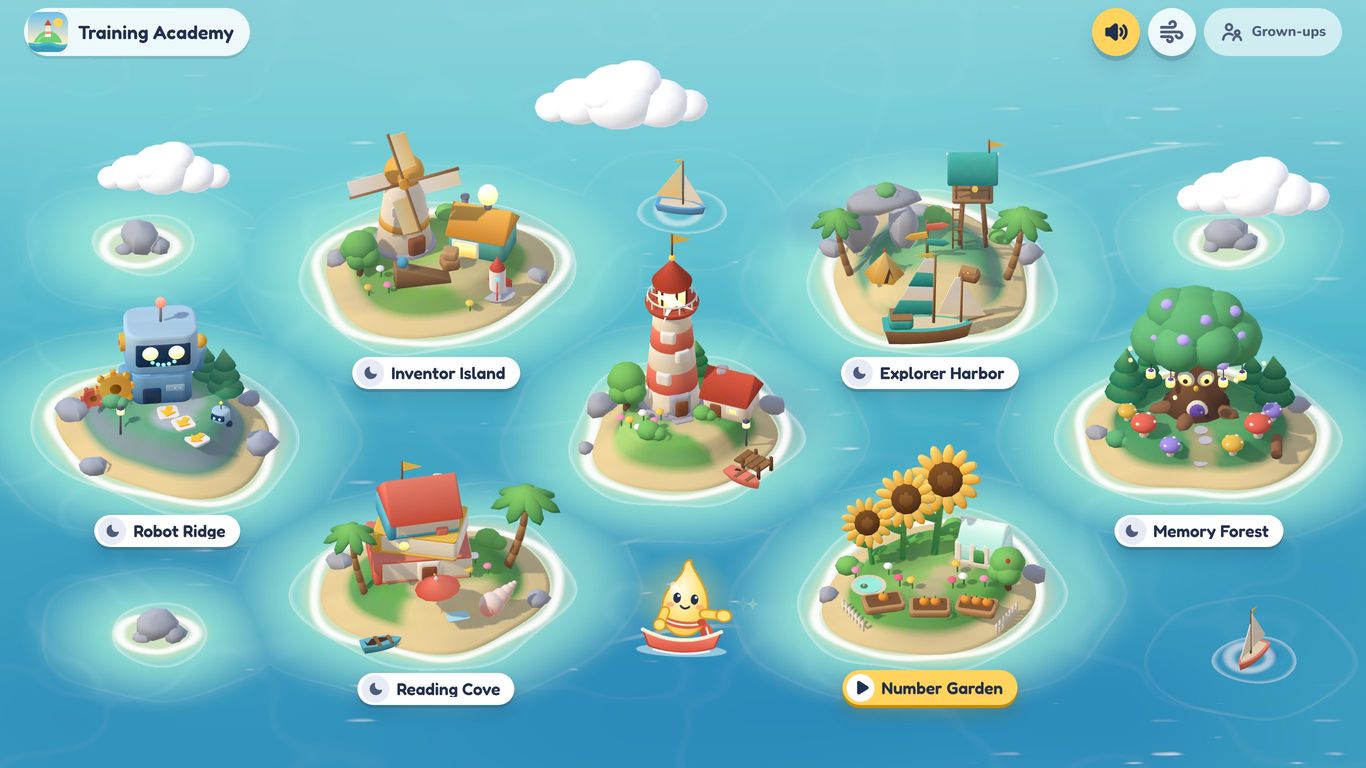 Training Academy
Grown-ups
Inventor Island
Explorer Harbor
Robot Ridge
Memory Forest
Reading Cove
Number Garden